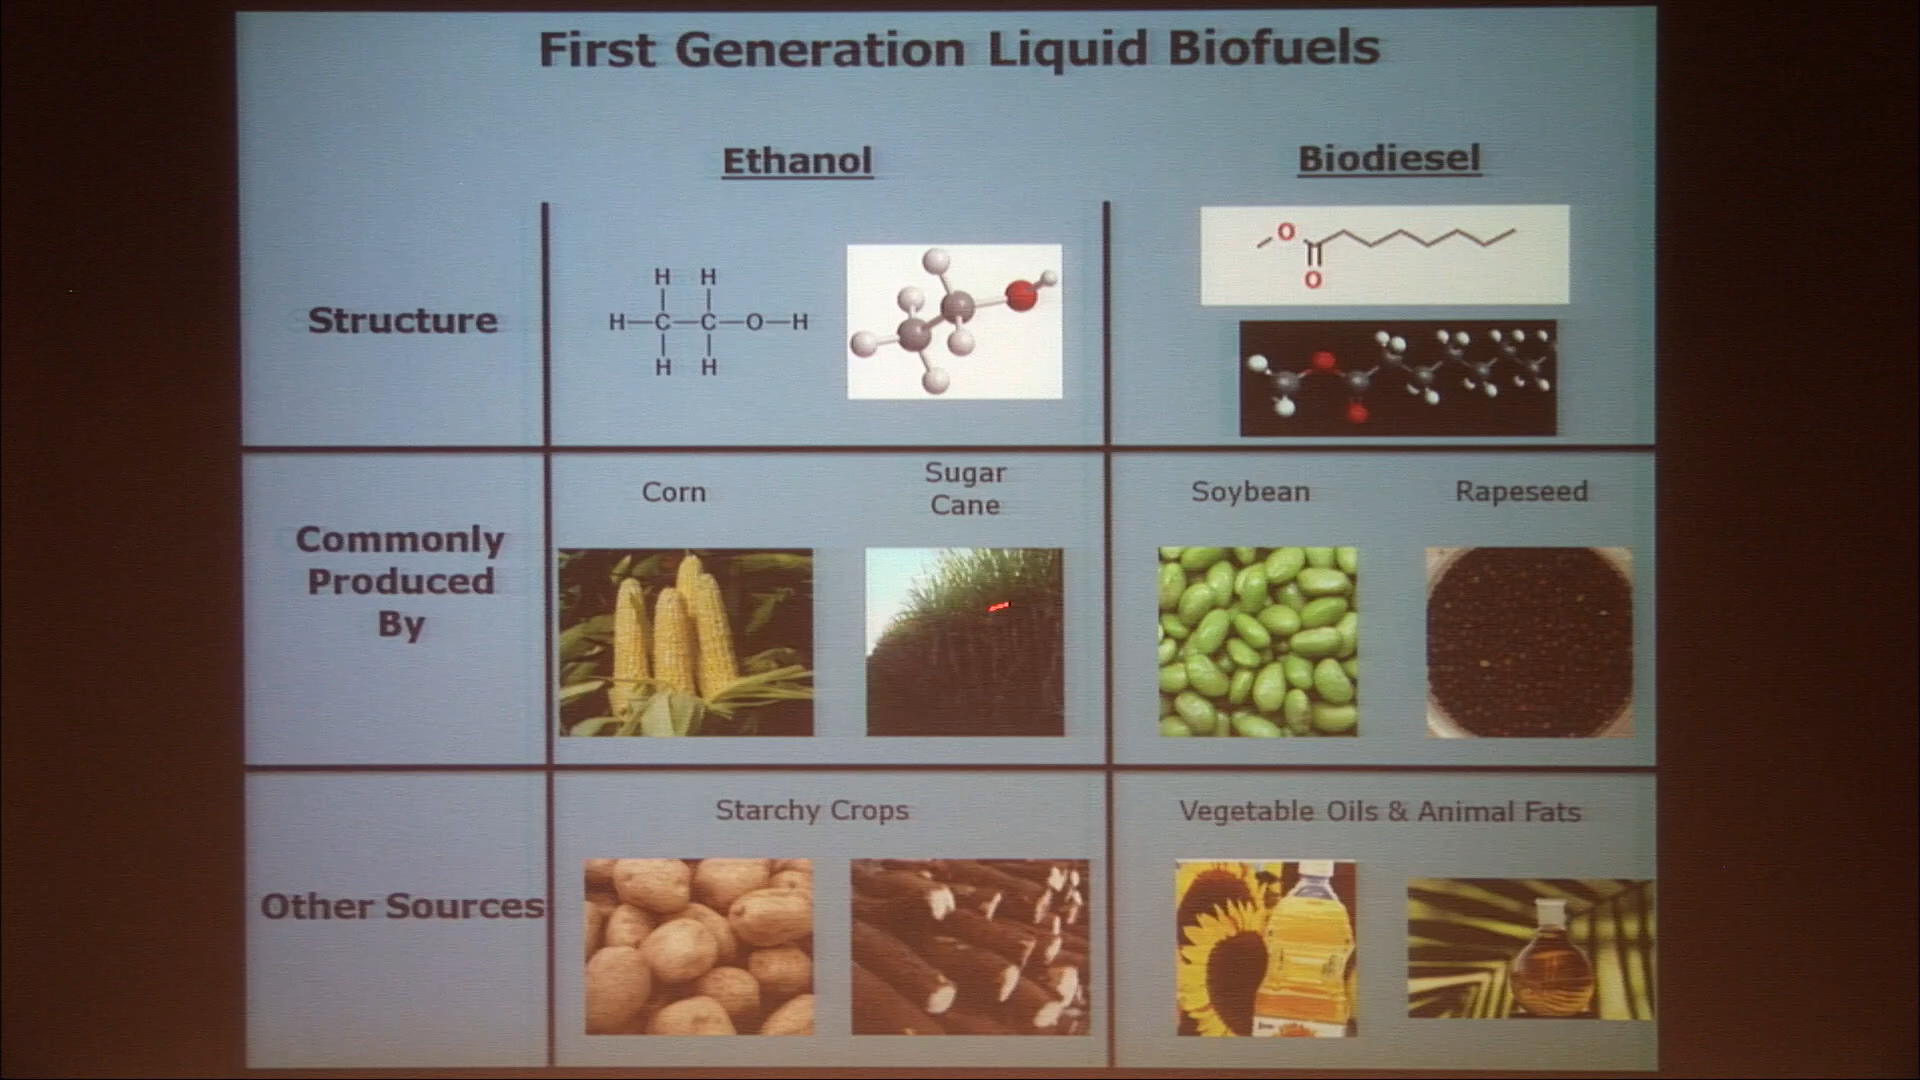 First Generation Liquid Biofuels
Ethanol
Biodiesel
Structure
H H
H—C—C—O—H
H H
O
O
Commonly
Produced
By
Corn
Sugar
Cane
Soybean
Rapeseed
Other Sources
Starchy Crops
Vegetable Oils & Animal Fats